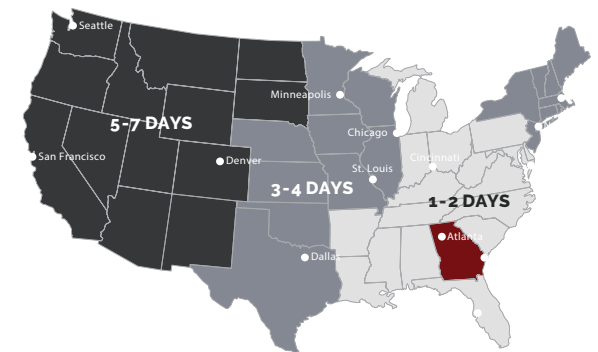 Seattle
Minneapolis
5-7 DAYS
Chicago
San Francisco
Denver
Cincinnati
St. Louis
3-4 DAYS
1-2 DAYS
Atlanta
Dallas